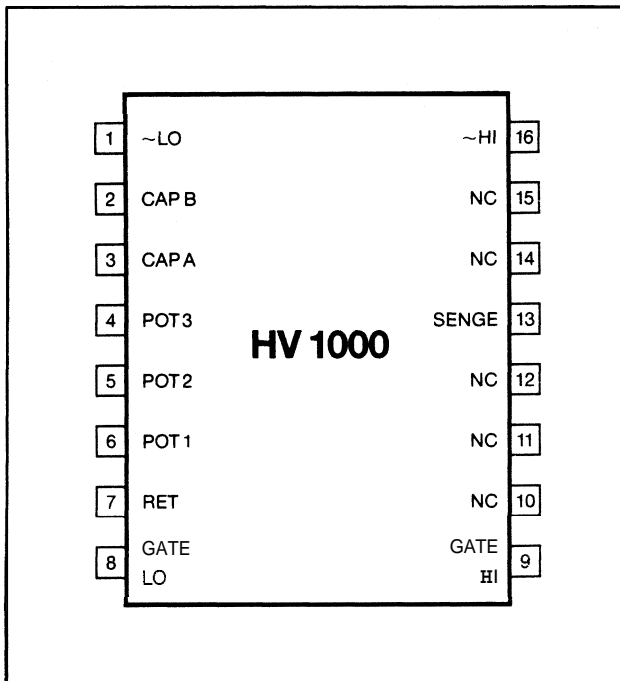 1 ~LO ~HI 16
2 CAP B NC 15
3 CAP A NC 14
4 POT 3 SENGE 13
HV 1000
5 POT 2 NC 12
6 POT 1 NC 11
7 RET NC 10
8 GATE LO GATE HI 9